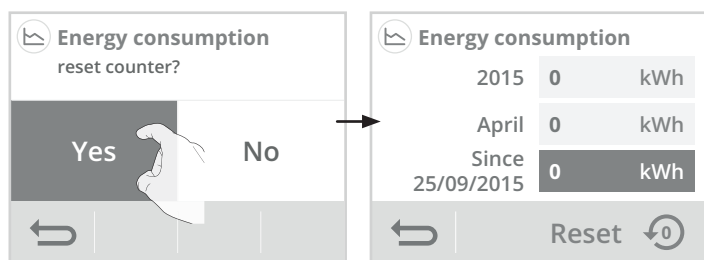 Energy consumption
reset counter?
Yes No
Energy consumption
2015 0 kWh
April 0 kWh
Since
25/09/2015 0 kWh
Reset 0